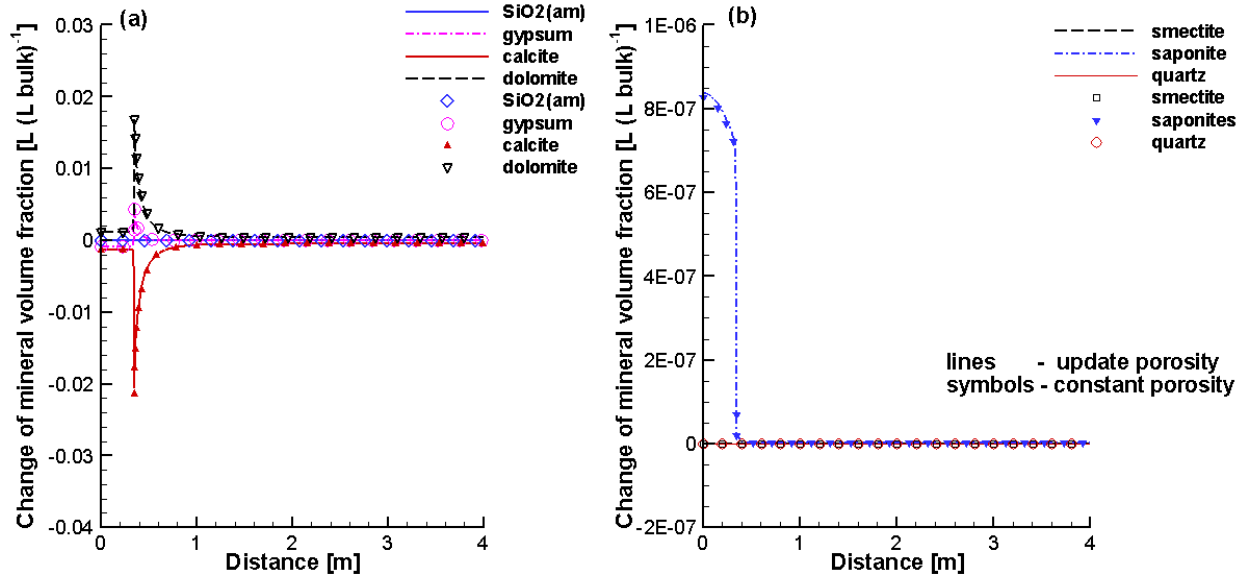 (a)
SiO2(am)
gypsum
calcite
dolomite
SiO2(am)
gypsum
calcite
dolomite
0.03
0.02
0.01
0
-0.01
-0.02
-0.03
-0.04
Change of mineral volume fraction [L (L bulk)-1]
0
1
2
3
4
Distance [m]
(b)
smectite
saponite
quartz
smectite
saponites
quartz
lines - update porosity
symbols - constant porosity
1E-06
8E-07
6E-07
4E-07
2E-07
0
-2E-07
Change of mineral volume fraction [L (L bulk)-1]
0
1
2
3
4
Distance [m]